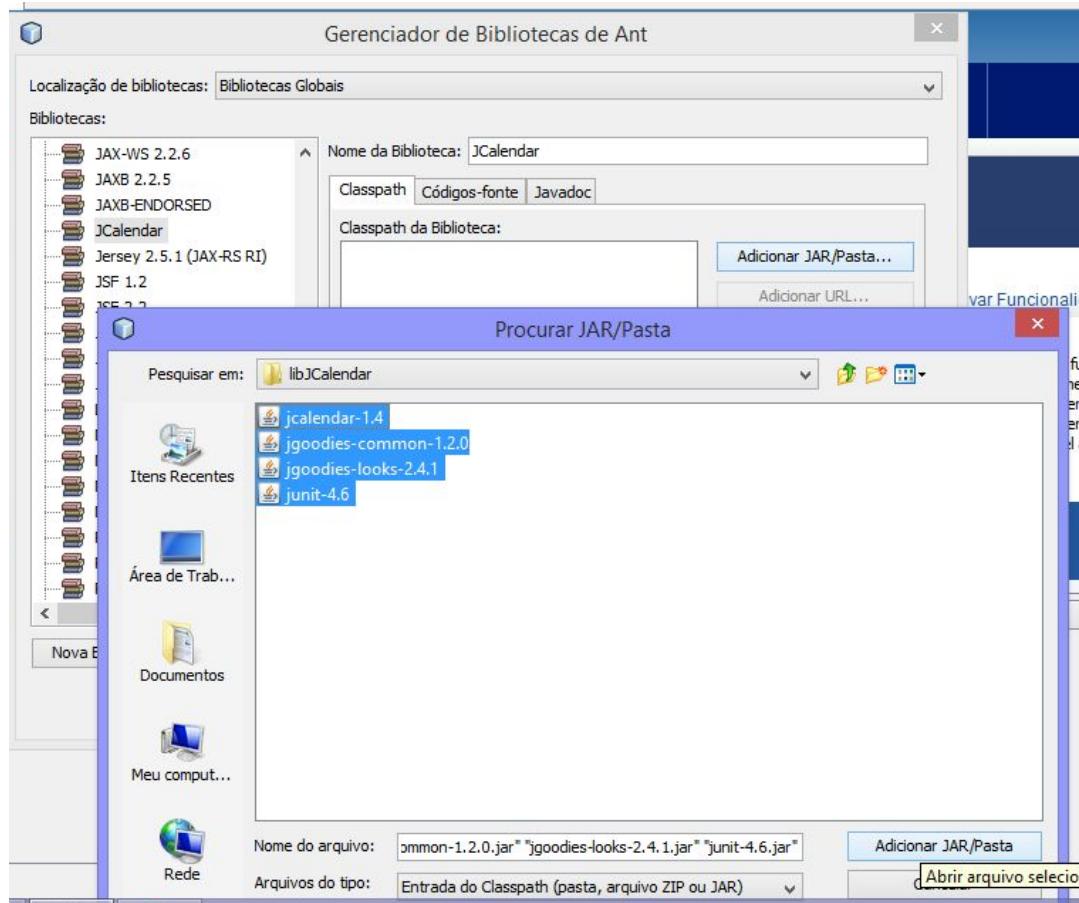 Gerenciador de Bibliotecas de Ant
Localização de bibliotecas: Bibliotecas Globais
Bibliotecas:
JAX-WS 2.2.6
JAXB 2.2.5
JAXB-ENDORSED
JCalendar
Jersey 2.5.1 (JAX-RS RI)
JSF 1.2
JSF 2.2
Nome da Biblioteca: JCalendar
Classpath Códigos-fonte Javadoc
Classpath da Biblioteca:
Adicionar JAR/Pasta...
Adicionar URL...
var Funcionali
Nova
Procurar JAR/Pasta
Pesquisar em: libJCalendar
Itens Recentes
Área de Trab...
Documentos
Meu comput...
Rede
jcalendar-1.4
jgoodies-common-1.2.0
jgoodies-looks-2.4.1
junit-4.6
Nome do arquivo: ommon-1.2.0.jar" "jgoodies-looks-2.4.1.jar" "junit-4.6.jar"
Adicionar JAR/Pasta
Arquivos do tipo: Entrada do Classpath (pasta, arquivo ZIP ou JAR)
Abrir arquivo selecio